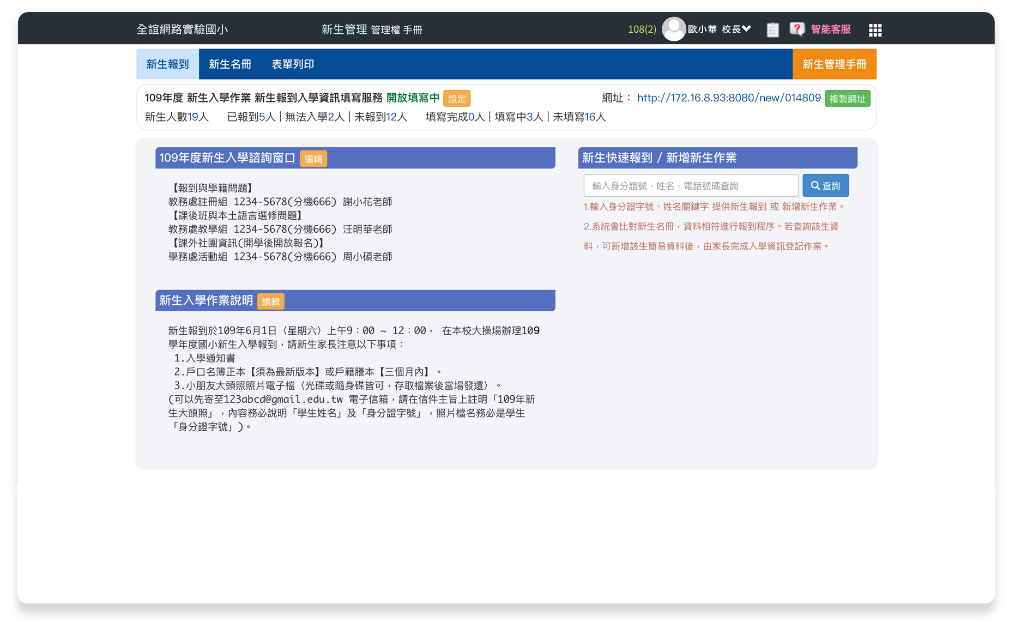 全誼網路實驗國小 新生管理 管理權 手冊 108(2) 歐小華 校長 智能客服
新生報到 新生名冊 表單列印 新生管理手冊
109年度 新生入學作業 新生報到入學資訊填寫服務 開放填寫中 設定 網址： http://172.16.8.93:8080/new/014809 複製網址
新生人數19人 已報到5人 | 無法入學2人 | 未報到12人 填寫完成0人 | 填寫中3人 | 未填寫16人
109年度新生入學諮詢窗口 編輯
【報到與學籍問題】
教務處註冊組 1234-5678(分機666) 謝小花老師
【課後班與本土語言選修問題】
教務處教學組 1234-5678(分機666) 汪明華老師
【課外社團資訊(開學後開放報名)】
學務處活動組 1234-5678(分機666) 周小碩老師
新生入學作業說明 編輯
新生報到於109年6月1日（星期六）上午9：00 ~ 12：00， 在本校大操場辦理109
學年度國小新生入學報到，請新生家長注意以下事項：
1.入學通知書
2.戶口名簿正本【須為最新版本】或戶籍謄本【三個月內】。
3.小朋友大頭照照片電子檔（光碟或隨身碟皆可，存取檔案後當場發還）。
(可以先寄至123abcd@gmail.edu.tw 電子信箱，請在信件主旨上註明「109年新
生大頭照」，內容務必說明「學生姓名」及「身分證字號」，照片檔名務必是學生
「身分證字號」)。
新生快速報到 / 新增新生作業
輸入身分證號、姓名、電話號碼查詢 查詢
1.輸入身分證字號、姓名關鍵字 提供新生報到 或 新增新生作業。
2.系統會比對新生名冊，資料相符進行報到程序。若查詢該生資
料，可新增該生簡易資料後，由家長完成入學資訊登記作業。